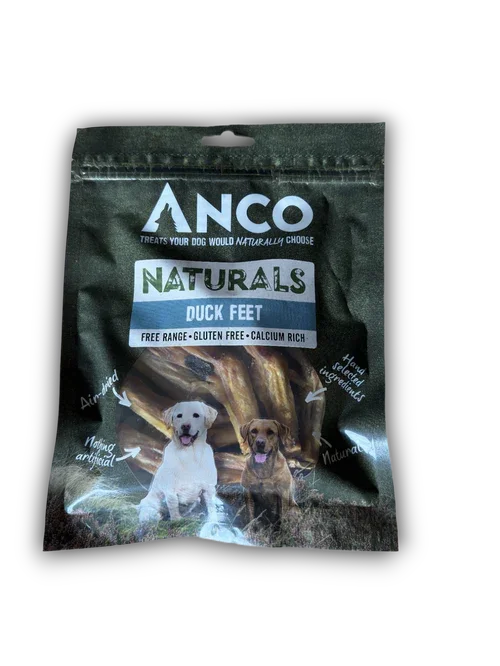 ANCO
TREATS YOUR DOG WOULD NATURALLY CHOOSE
NATURALS
DUCK FEET
FREE RANGE • GLUTEN FREE • CALCIUM RICH
Hand
selected
ingredients
Air-dried
Nothing
artificial
Natural